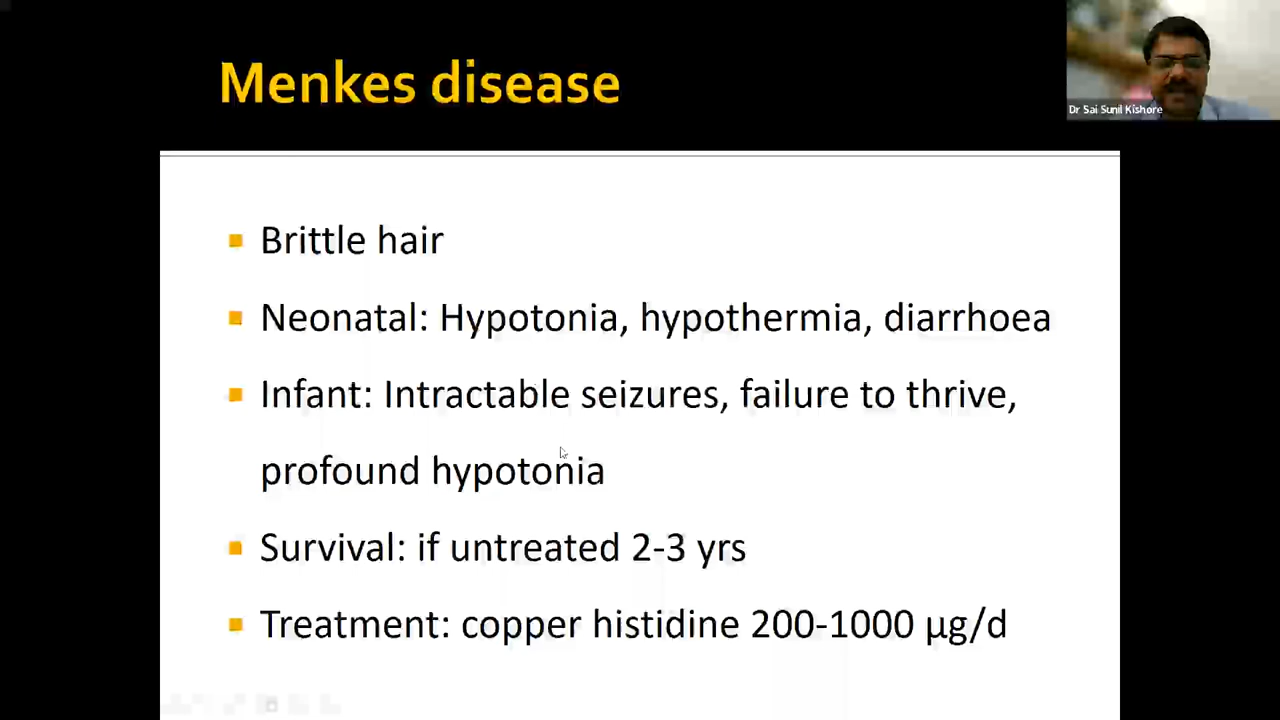 Menkes disease
Dr Sai Sunil Kishore
Brittle hair
Neonatal: Hypotonia, hypothermia, diarrhoea
Infant: Intractable seizures, failure to thrive,
profound hypotonia
Survival: if untreated 2-3 yrs
Treatment: copper histidine 200-1000 µg/d